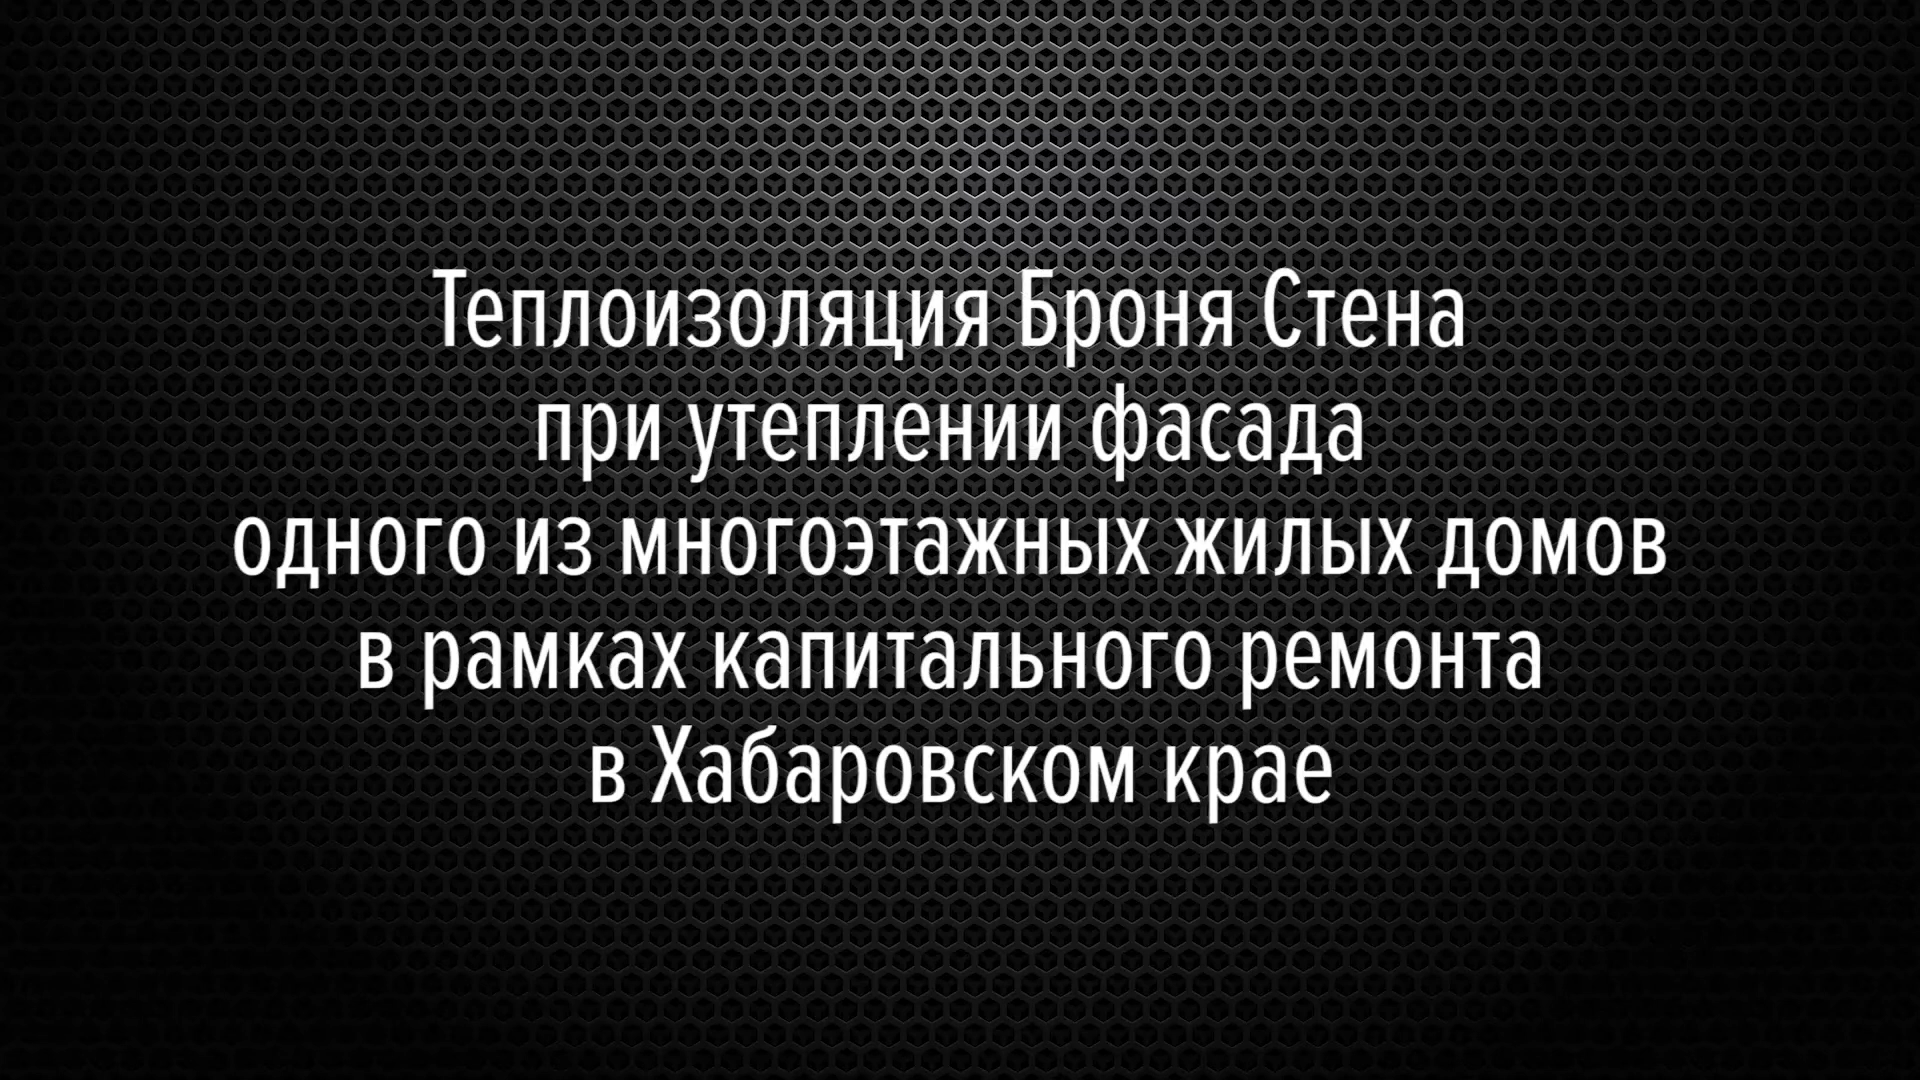 Теплоизоляция Броня Стена
при утеплении фасада
одного из многоэтажных жилых домов
в рамках капитального ремонта
в Хабаровском крае